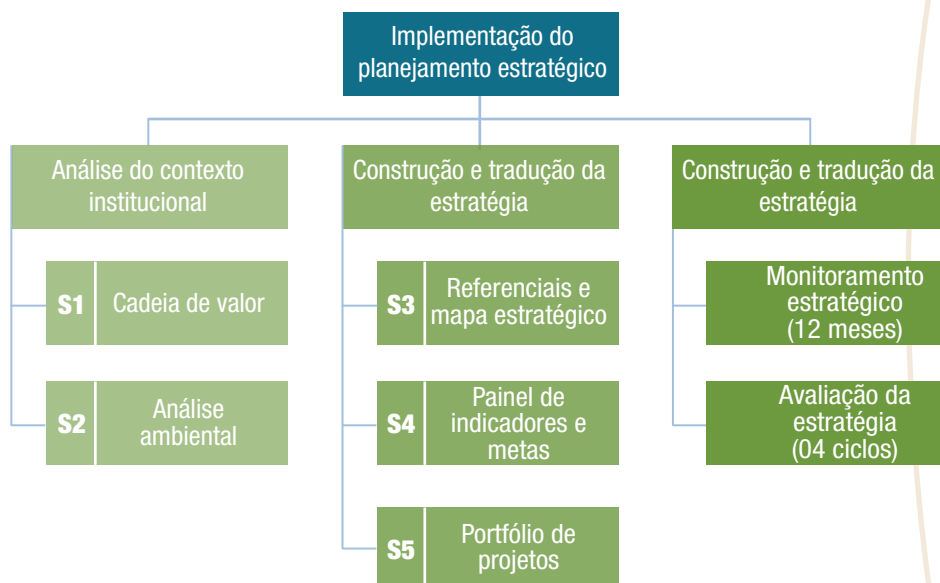 Implementação do
planejamento estratégico
Análise do contexto
institucional
S1
Cadeia de valor
S2
Análise
ambiental
Construção e tradução da
estratégia
S3
Referenciais e
mapa estratégico
S4
Painel de
indicadores e
metas
S5
Portfólio de
projetos
Construção e tradução da
estratégia
Monitoramento
estratégico
(12 meses)
Avaliação da
estratégia
(04 ciclos)